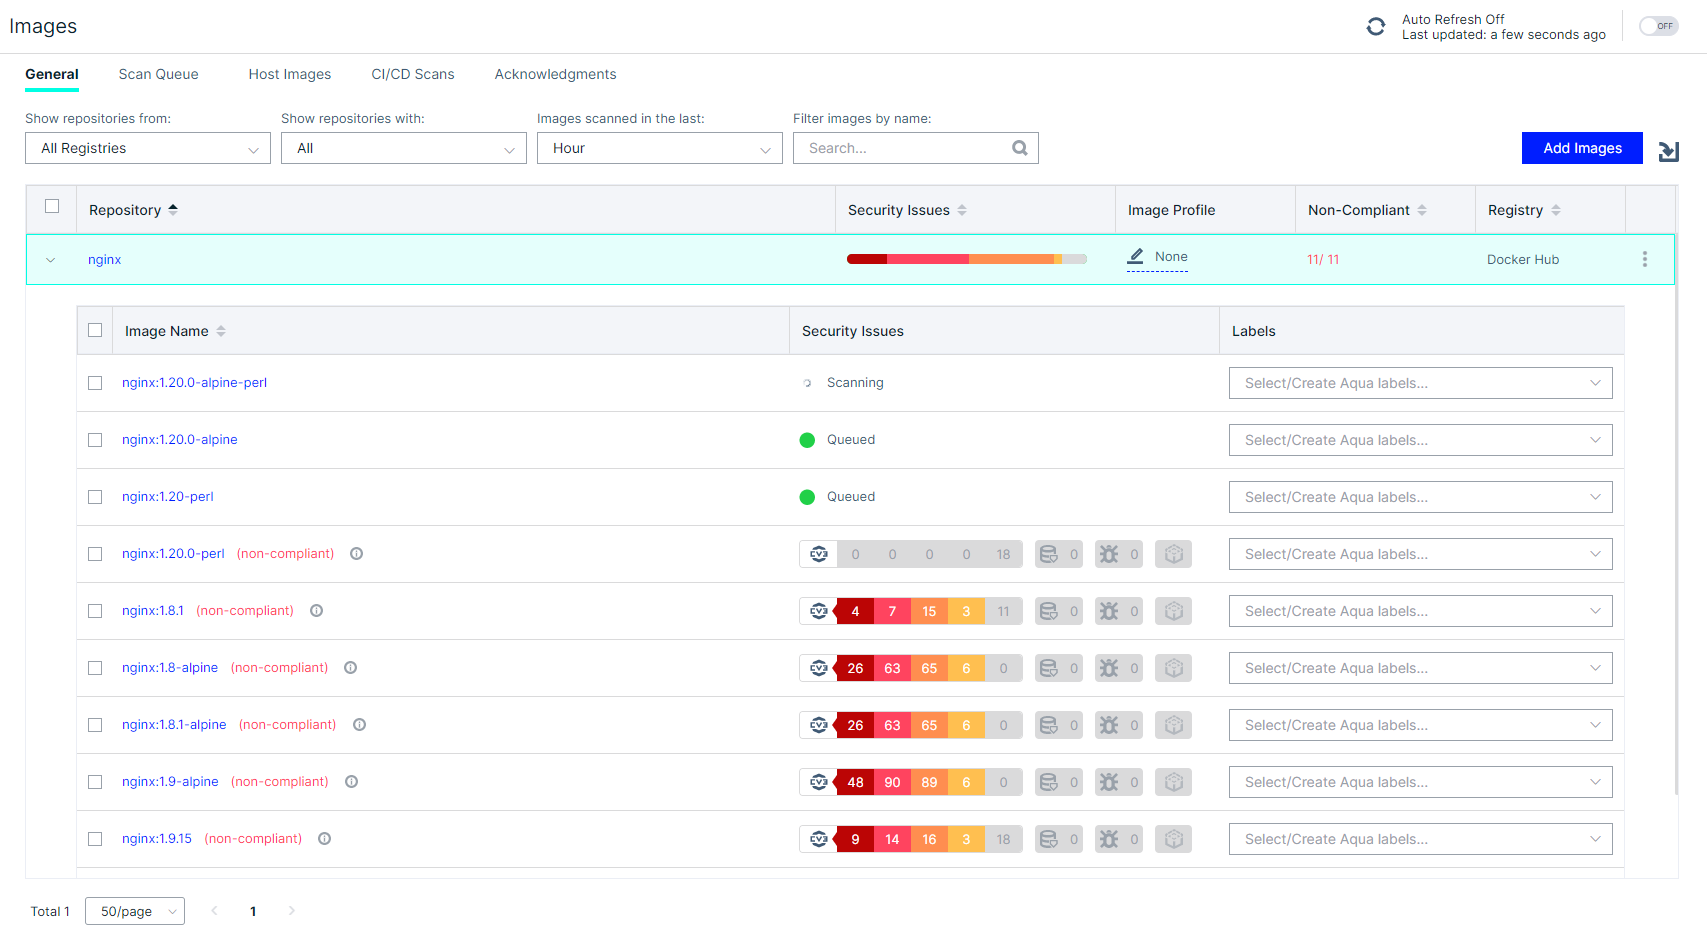 Images
Auto Refresh Off
Last updated: a few seconds ago
OFF
General Scan Queue Host Images CI/CD Scans Acknowledgments
Show repositories from: Show repositories with: Images scanned in the last: Filter images by name:
All Registries All Hour Search... Add Images
Repository Security Issues Image Profile Non-Compliant Registry
nginx None 11/ 11 Docker Hub
Image Name Security Issues Labels
nginx:1.20.0-alpine-perl Scanning Select/Create Aqua labels...
nginx:1.20.0-alpine Queued Select/Create Aqua labels...
nginx:1.20-perl Queued Select/Create Aqua labels...
nginx:1.20.0-perl (non-compliant) CVE 0 0 0 0 18 0 0 Select/Create Aqua labels...
nginx:1.8.1 (non-compliant) CVE 4 7 15 3 11 0 0 Select/Create Aqua labels...
nginx:1.8-alpine (non-compliant) CVE 26 63 65 6 0 0 0 Select/Create Aqua labels...
nginx:1.8.1-alpine (non-compliant) CVE 26 63 65 6 0 0 0 Select/Create Aqua labels...
nginx:1.9-alpine (non-compliant) CVE 48 90 89 6 0 0 0 Select/Create Aqua labels...
nginx:1.9.15 (non-compliant) CVE 9 14 16 3 18 0 0 Select/Create Aqua labels...
Total 1 50/page 1